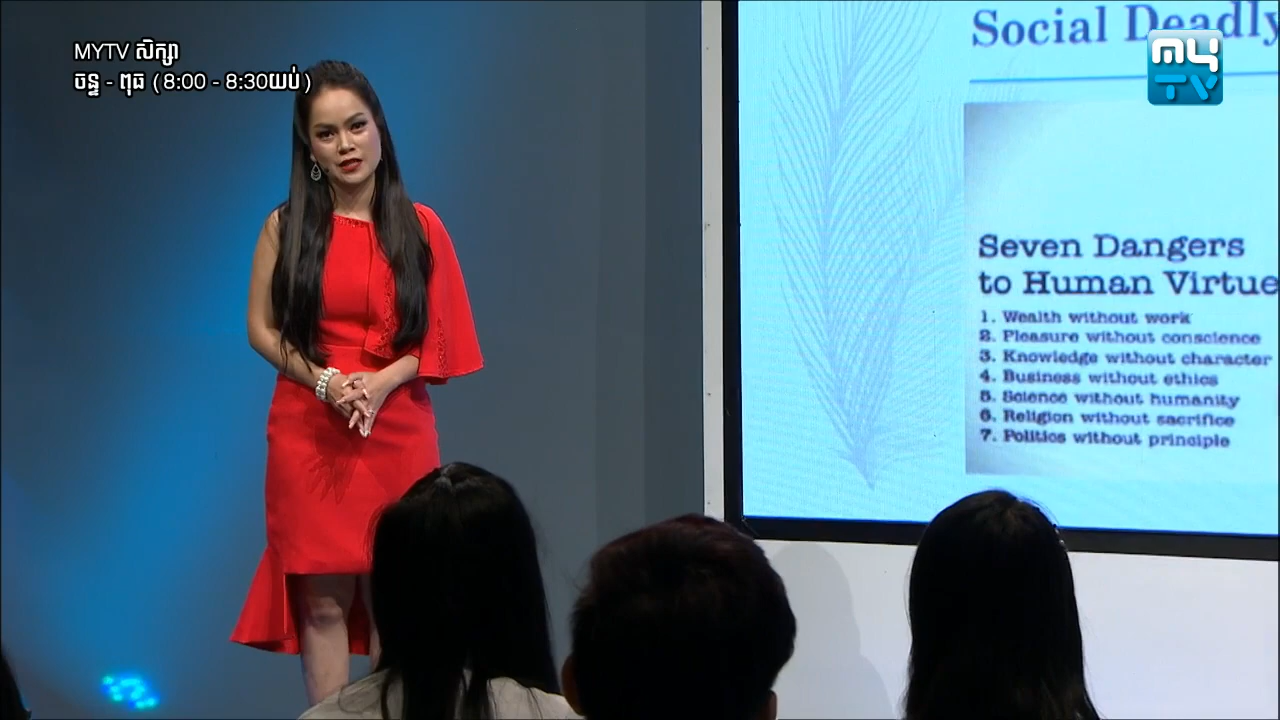 MYTV សិក្សា
ចន្ទ - ពុធ (8:00 - 8:30យប់)
MY
TV
Social Deadly
Seven Dangers
to Human Virtue
1. Wealth without work
2. Pleasure without conscience
3. Knowledge without character
4. Business without ethics
5. Science without humanity
6. Religion without sacrifice
7. Politics without principle